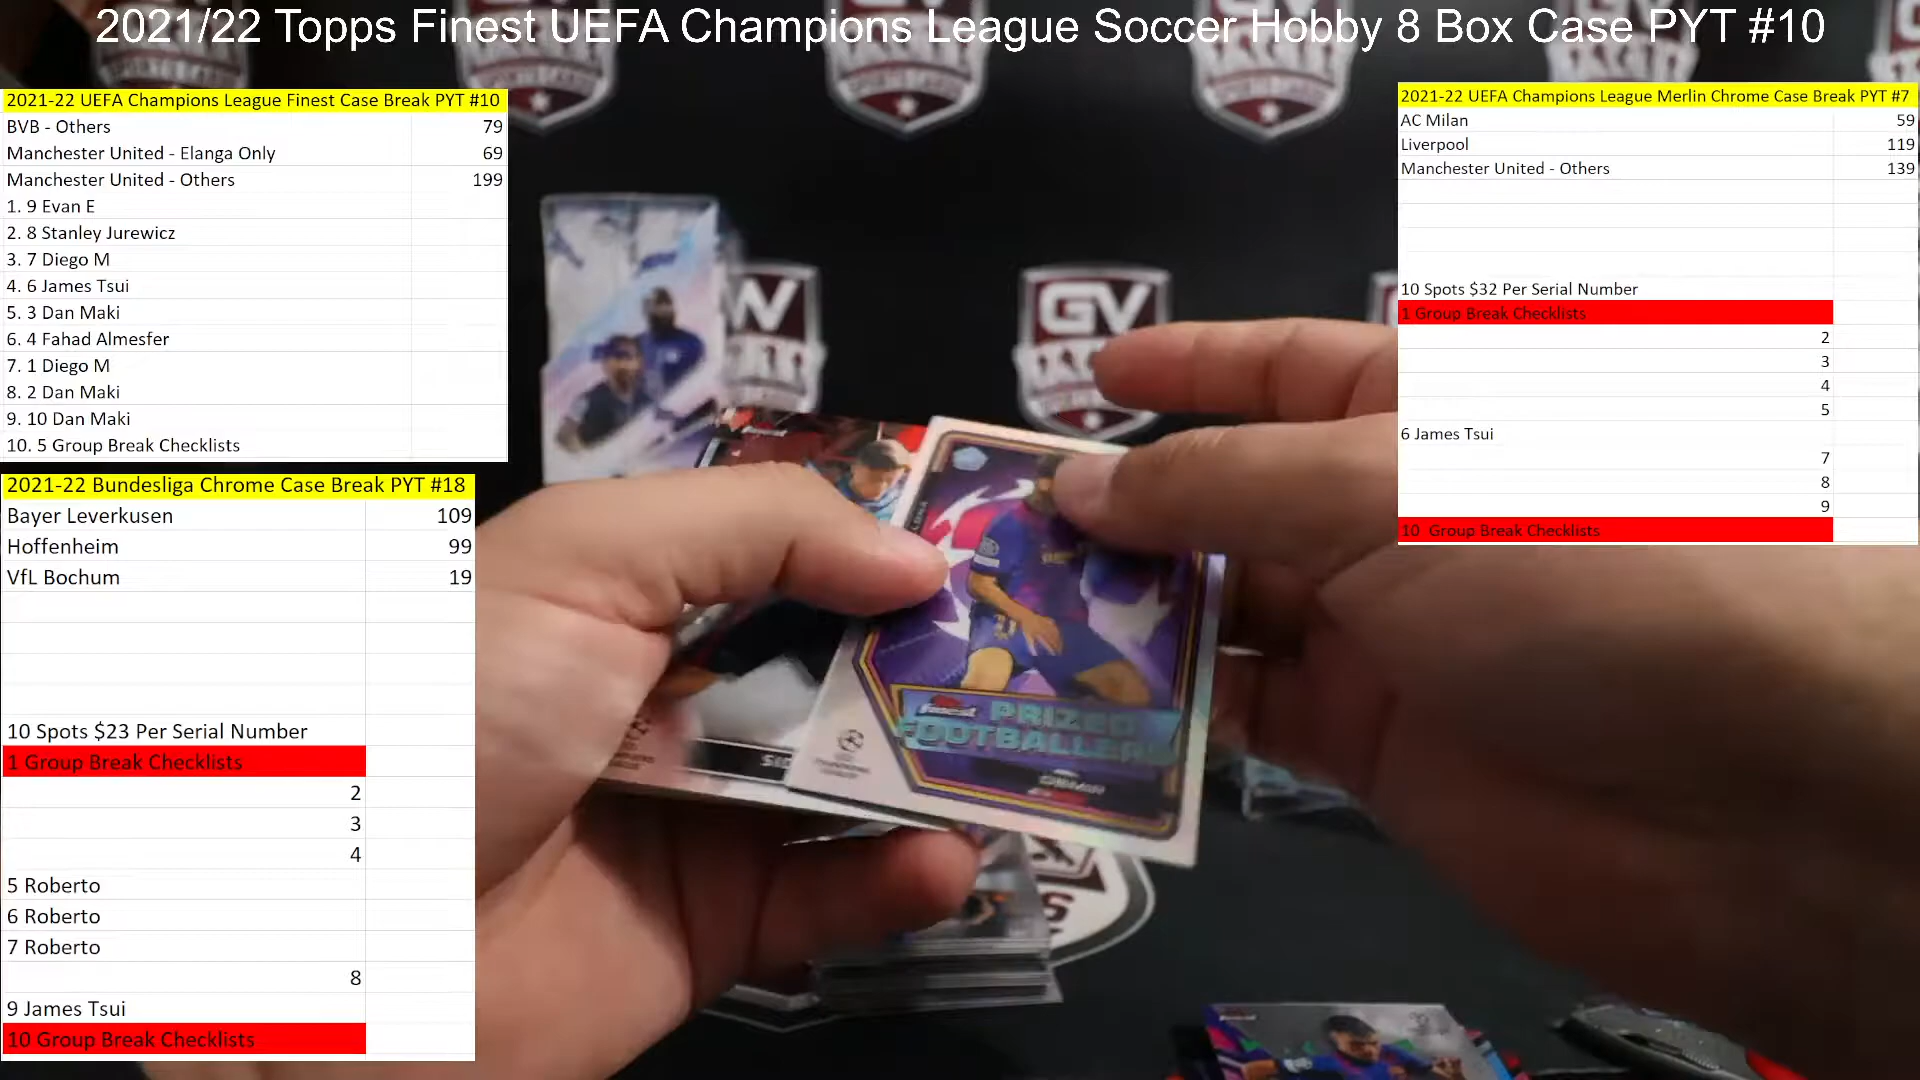 2021/22 Topps Finest UEFA Champions League Soccer Hobby 8 Box Case PYT #10
2021-22 UEFA Champions League Finest Case Break PYT #10
BVB - Others 79
Manchester United - Elanga Only 69
Manchester United - Others 199
1. 9 Evan E
2. 8 Stanley Jurewicz
3. 7 Diego M
4. 6 James Tsui
5. 3 Dan Maki
6. 4 Fahad Almesfer
7. 1 Diego M
8. 2 Dan Maki
9. 10 Dan Maki
10. 5 Group Break Checklists
2021-22 Bundesliga Chrome Case Break PYT #18
Bayer Leverkusen 109
Hoffenheim 99
VfL Bochum 19
10 Spots $23 Per Serial Number
1 Group Break Checklists
2
3
4
5 Roberto
6 Roberto
7 Roberto
8
9 James Tsui
10 Group Break Checklists
2021-22 UEFA Champions League Merlin Chrome Case Break PYT #7
AC Milan 59
Liverpool 119
Manchester United - Others 139
10 Spots $32 Per Serial Number
1 Group Break Checklists
2
3
4
5
6 James Tsui
7
8
9
10 Group Break Checklists
GV
Finest
PRIZED
FOOTBALLERS